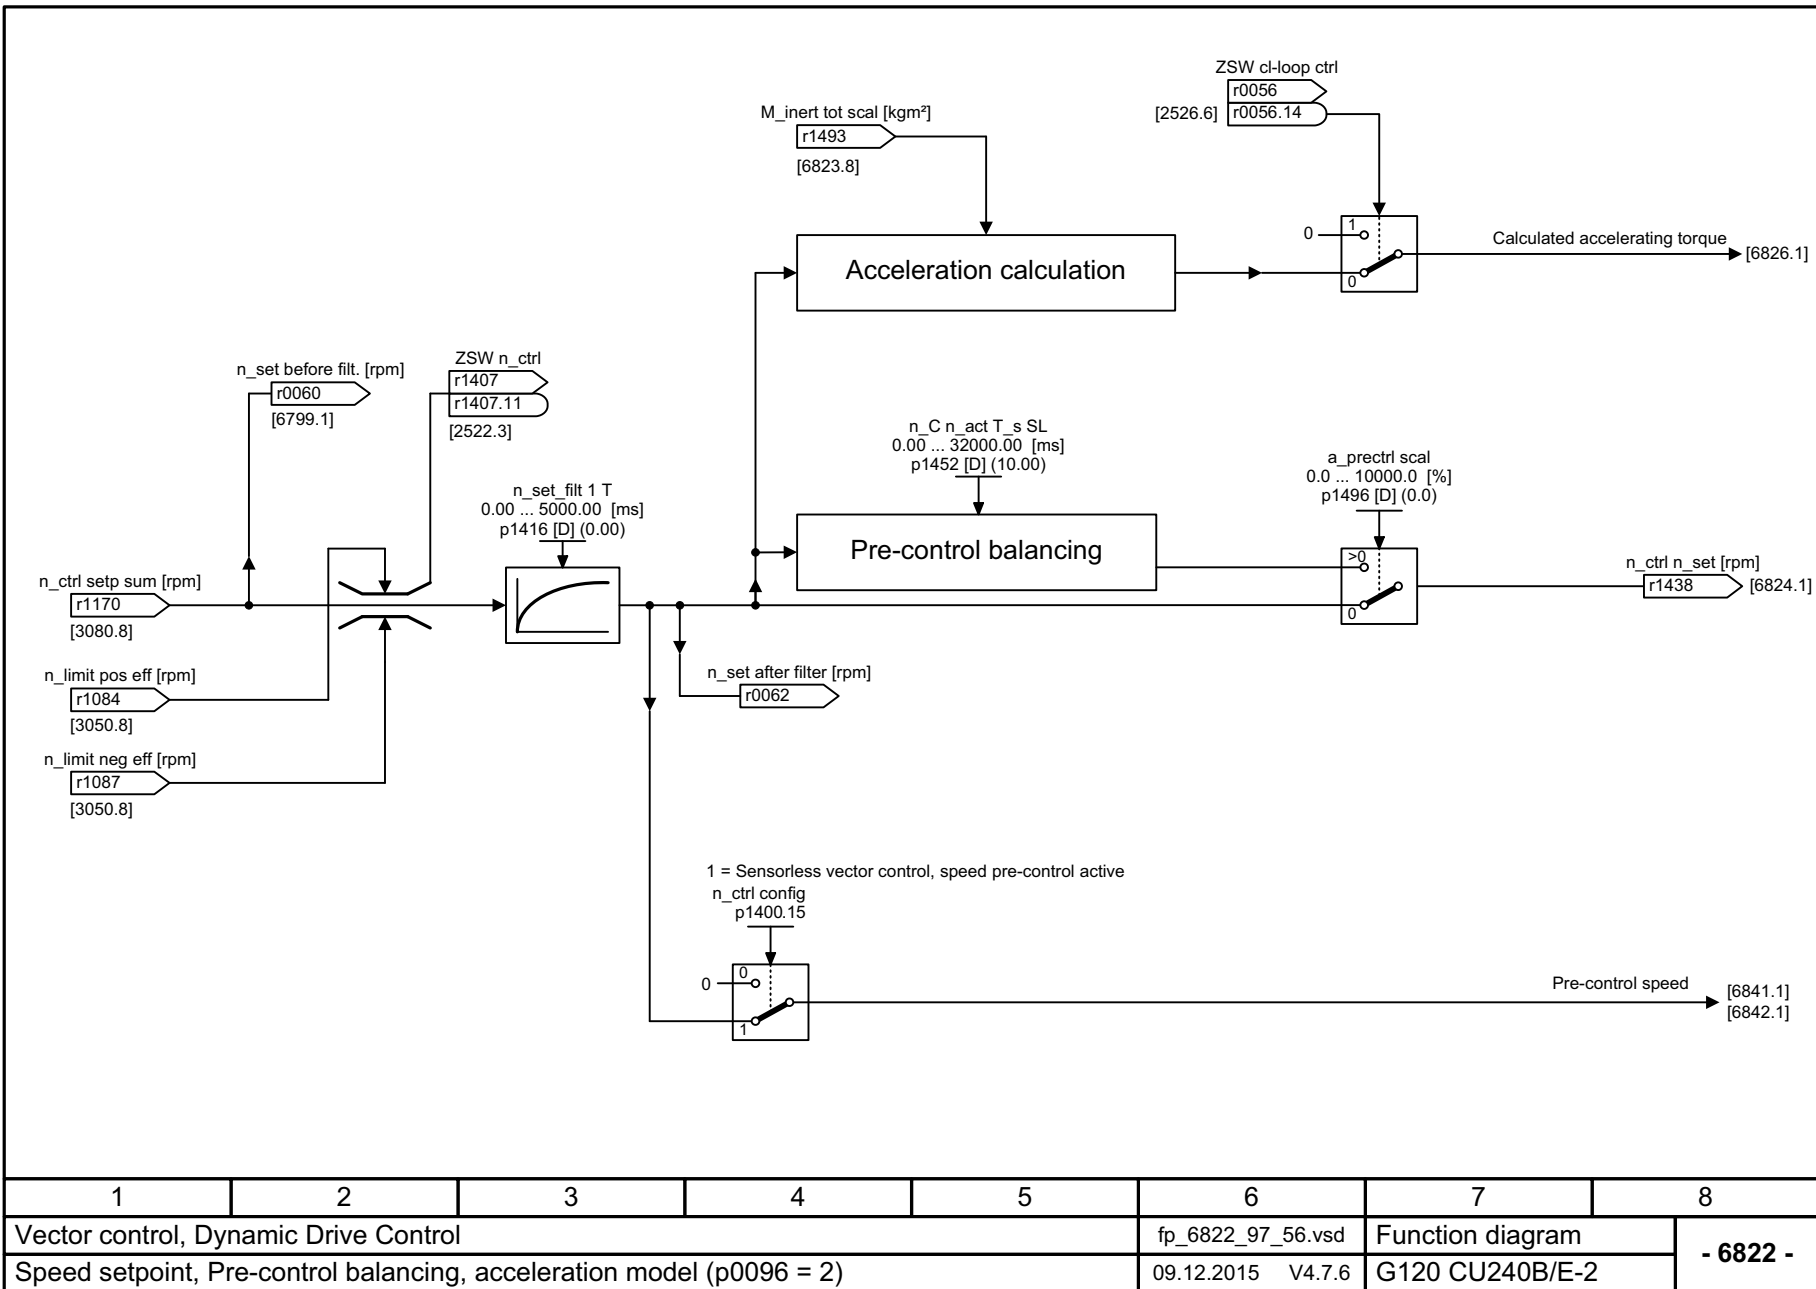 ZSW cl-loop ctrl
r0056
[2526.6] r0056.14
M_inert tot scal [kgm²]
r1493
[6823.8]
1
0
0
Acceleration calculation
Calculated accelerating torque
[6826.1]
n_set before filt. [rpm]
r0060
[6799.1]
ZSW n_ctrl
r1407
r1407.11
[2522.3]
n_C n_act T_s SL
0.00 ... 32000.00 [ms]
p1452 [D] (10.00)
a_prectrl scal
0.0 ... 10000.0 [%]
p1496 [D] (0.0)
n_set_filt 1 T
0.00 ... 5000.00 [ms]
p1416 [D] (0.00)
Pre-control balancing
>0
0
n_ctrl n_set [rpm]
r1438
[6824.1]
n_ctrl setp sum [rpm]
r1170
[3080.8]
n_limit pos eff [rpm]
r1084
[3050.8]
n_set after filter [rpm]
r0062
n_limit neg eff [rpm]
r1087
[3050.8]
1 = Sensorless vector control, speed pre-control active
n_ctrl config
p1400.15
0
0
1
Pre-control speed
[6841.1]
[6842.1]
1 2 3 4 5 6 7 8
Vector control, Dynamic Drive Control
fp_6822_97_56.vsd
Function diagram
- 6822 -
Speed setpoint, Pre-control balancing, acceleration model (p0096 = 2)
09.12.2015 V4.7.6
G120 CU240B/E-2